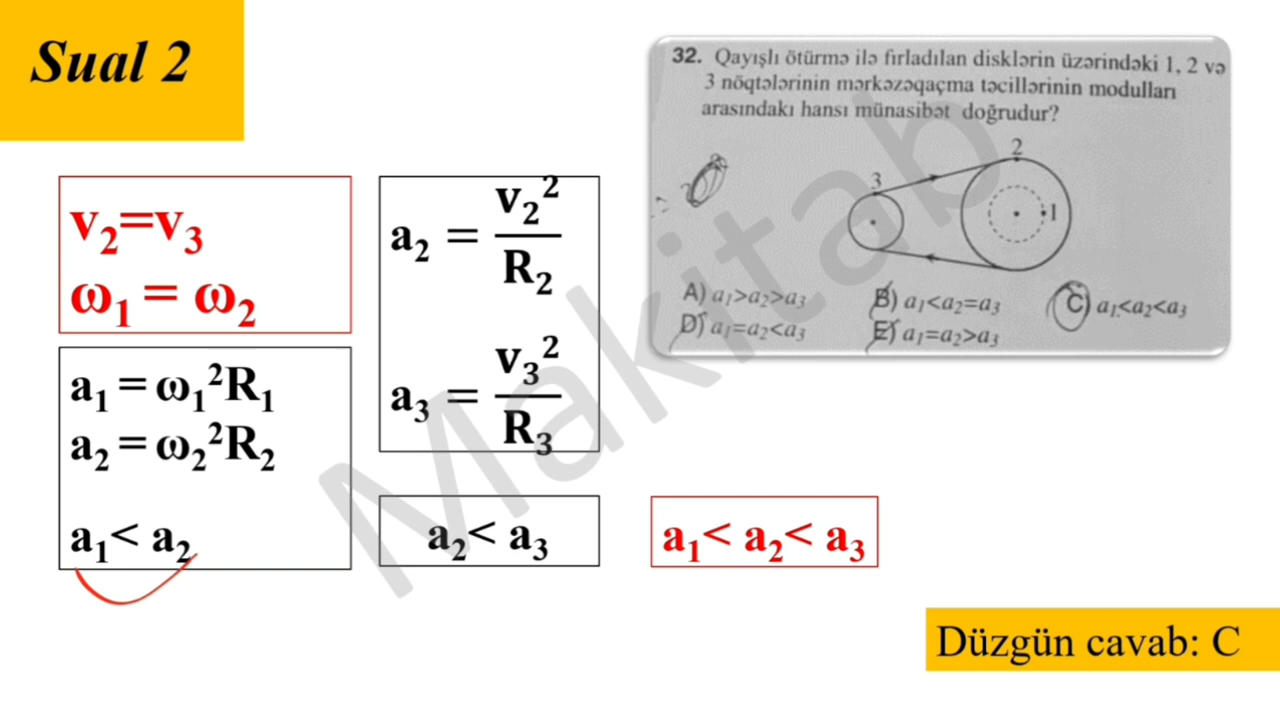 Sual 2
32. Qayışlı ötürmə ilə fırladılan disklərin üzərindəki 1, 2 və
3 nöqtələrinin mərkəzəqaçma təcillərinin modulları
arasındakı hansı münasibət doğrudur?
2
3
1
A) a₁>a₂>a₃ B) a₁<a₂=a₃ C) a₁<a₂<a₃
D) a₁=a₂<a₃ E) a₁=a₂>a₃
v₂=v₃
ω₁ = ω₂
a₁ = ω₁²R₁
a₂ = ω₂²R₂
a₁< a₂
a₂ = v₂²/R₂
a₃ = v₃²/R₃
a₂< a₃
a₁< a₂< a₃
Düzgün cavab: C
Makitab